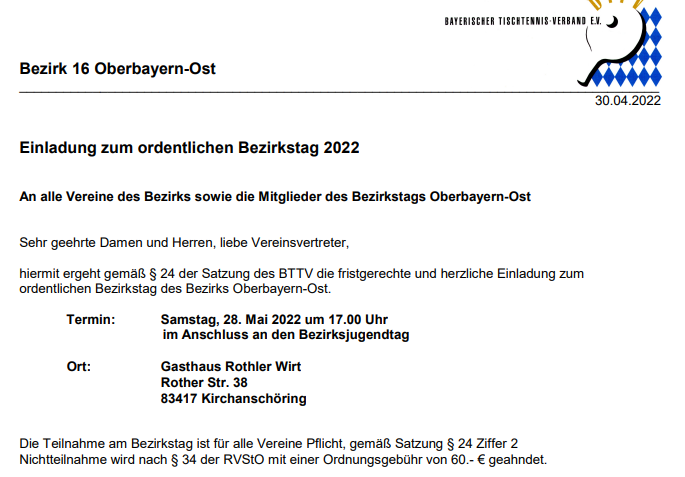 BAYERISCHER TISCHTENNIS-VERBAND E.V.
Bezirk 16 Oberbayern-Ost
30.04.2022
Einladung zum ordentlichen Bezirkstag 2022
An alle Vereine des Bezirks sowie die Mitglieder des Bezirkstags Oberbayern-Ost
Sehr geehrte Damen und Herren, liebe Vereinsvertreter,
hiermit ergeht gemäß § 24 der Satzung des BTTV die fristgerechte und herzliche Einladung zum
ordentlichen Bezirkstag des Bezirks Oberbayern-Ost.
Termin: Samstag, 28. Mai 2022 um 17.00 Uhr
im Anschluss an den Bezirksjugendtag
Ort: Gasthaus Rothler Wirt
Rother Str. 38
83417 Kirchanschöring
Die Teilnahme am Bezirkstag ist für alle Vereine Pflicht, gemäß Satzung § 24 Ziffer 2
Nichtteilnahme wird nach § 34 der RVStO mit einer Ordnungsgebühr von 60.- € geahndet.